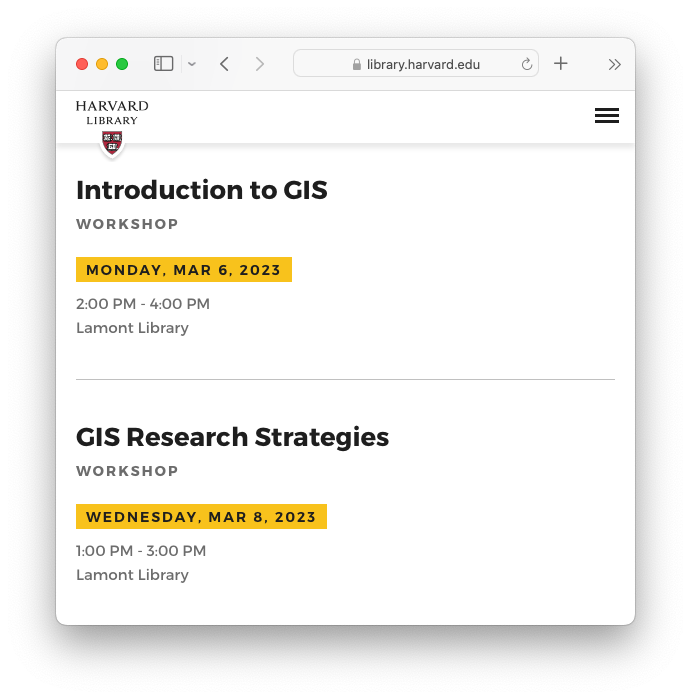 library.harvard.edu
HARVARD
LIBRARY
Introduction to GIS
WORKSHOP
MONDAY, MAR 6, 2023
2:00 PM - 4:00 PM
Lamont Library
GIS Research Strategies
WORKSHOP
WEDNESDAY, MAR 8, 2023
1:00 PM - 3:00 PM
Lamont Library